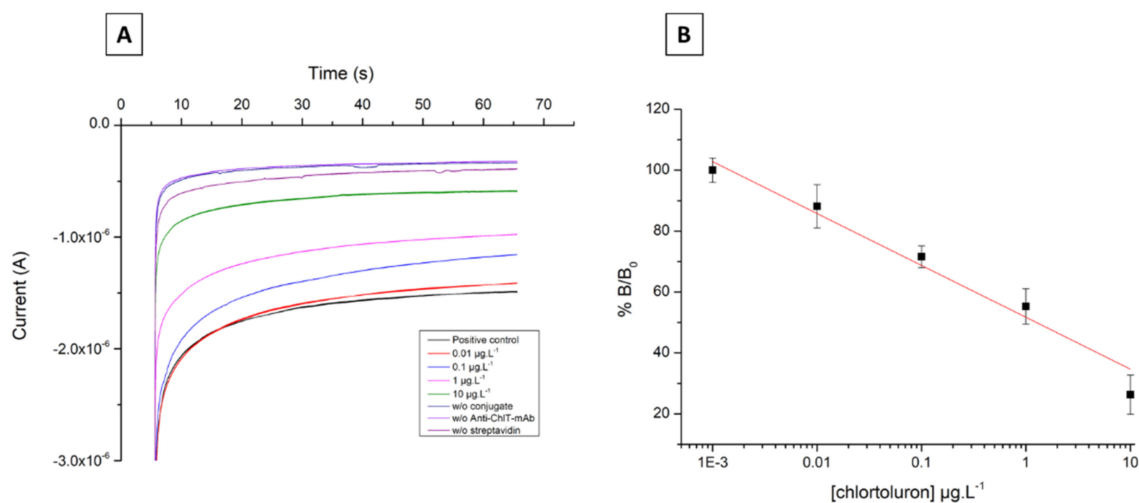 A
Time (s)
0 10 20 30 40 50 60 70
0.0
-1.0x10⁻⁶
-2.0x10⁻⁶
-3.0x10⁻⁶
Current (A)
Positive control
0.01 µg.L⁻¹
0.1 µg.L⁻¹
1 µg.L⁻¹
10 µg.L⁻¹
w/o conjugate
w/o Anti-ChlT-mAb
w/o streptavidin
B
120
100
80
60
40
20
% B/B₀
1E-3 0.01 0.1 1 10
[chlortoluron] µg.L⁻¹